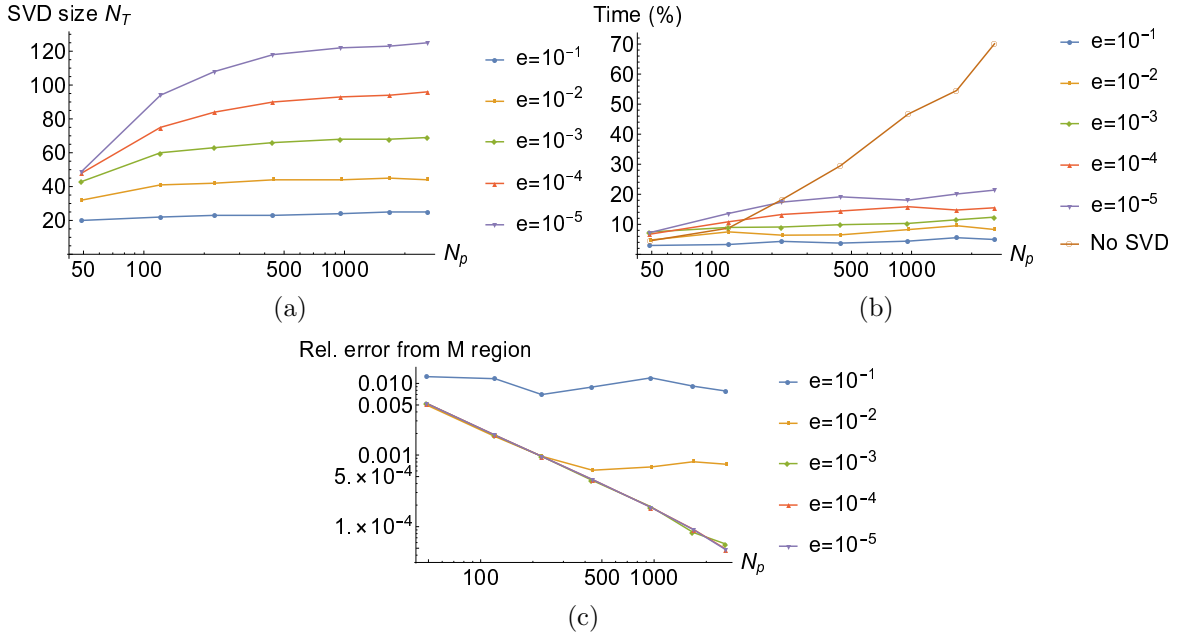 SVD size N_T
120
100
80
60
40
20
50 100 500 1000
N_p
e=10⁻¹
e=10⁻²
e=10⁻³
e=10⁻⁴
e=10⁻⁵
(a)
Time (%)
70
60
50
40
30
20
10
50 100 500 1000
N_p
e=10⁻¹
e=10⁻²
e=10⁻³
e=10⁻⁴
e=10⁻⁵
No SVD
(b)
Rel. error from M region
0.010
0.005
0.001
5.×10⁻⁴
1.×10⁻⁴
100 500 1000
N_p
e=10⁻¹
e=10⁻²
e=10⁻³
e=10⁻⁴
e=10⁻⁵
(c)